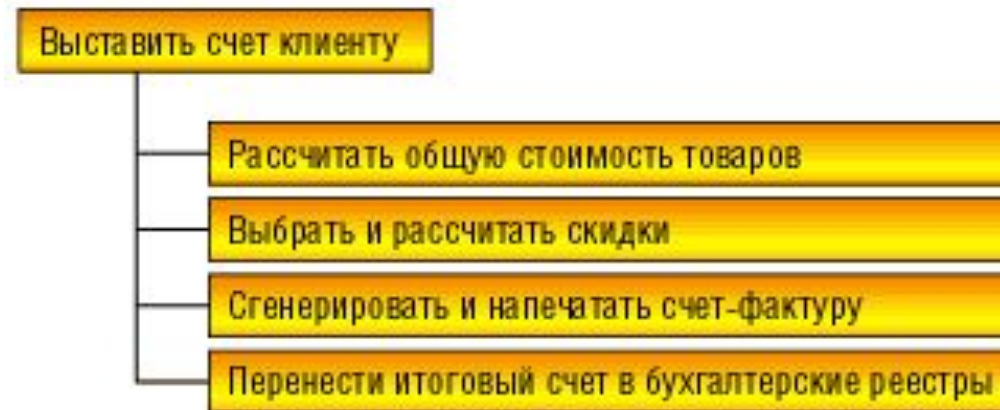 Выставить счет клиенту
Рассчитать общую стоимость товаров
Выбрать и рассчитать скидки
Сгенерировать и напечатать счет-фактуру
Перенести итоговый счет в бухгалтерские реестры